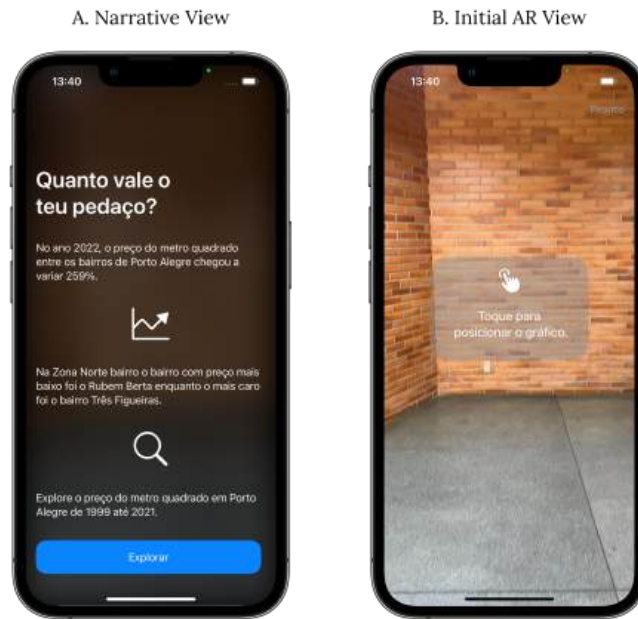 A. Narrative View
B. Initial AR View
13:40
Quanto vale o
teu pedaço?
No ano 2022, o preço do metro quadrado
entre os bairros de Porto Alegre chegou a
variar 259%.
Na Zona Norte bairro o bairro com preço mais
baixo foi o Rubem Berta enquanto o mais caro
foi o bairro Três Figueiras.
Explore o preço do metro quadrado em Porto
Alegre de 1999 até 2021.
Explorar
13:40
Toque para
posicionar o gráfico.